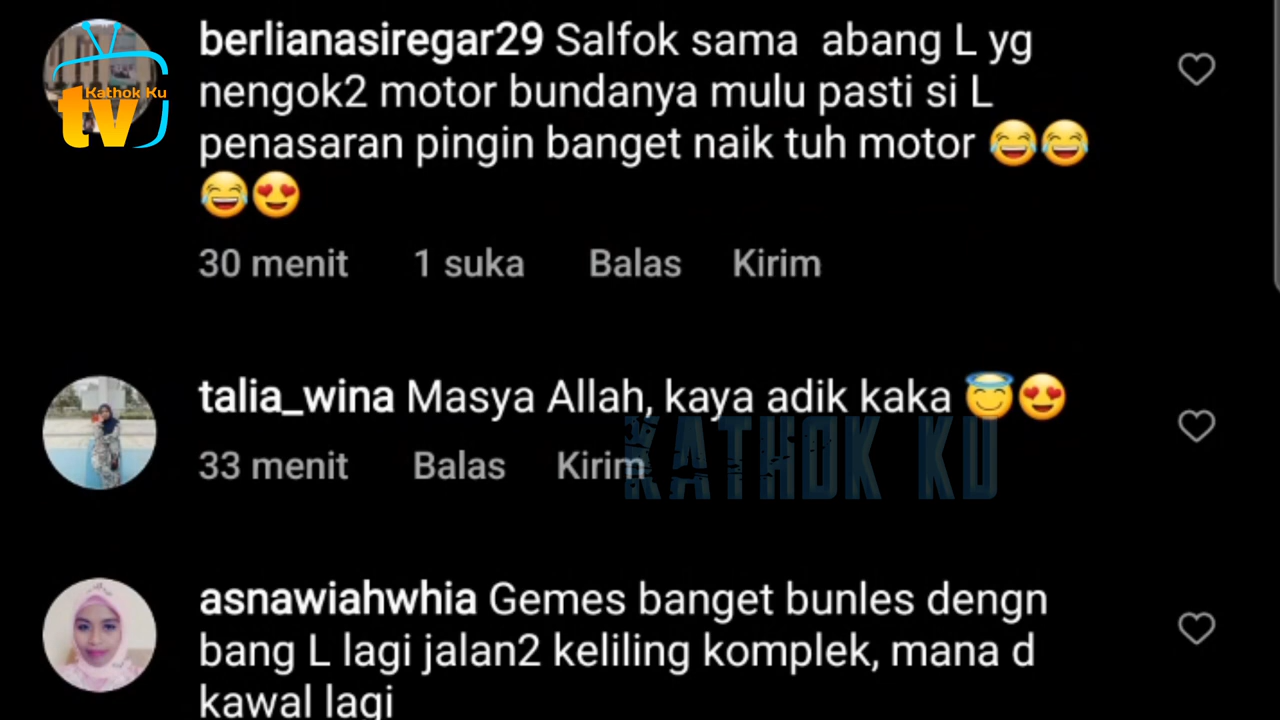 Kathok Ku
tv
berlianasiregar29 Salfok sama abang L yg
nengok2 motor bundanya mulu pasti si L
penasaran pingin banget naik tuh motor 😂😂
😂😍
30 menit 1 suka Balas Kirim
talia_wina Masya Allah, kaya adik kaka 😇😍
33 menit Balas Kirim
KATHOK KU
asnawiahwhia Gemes banget bunles dengn
bang L lagi jalan2 keliling komplek, mana d
kawal lagi